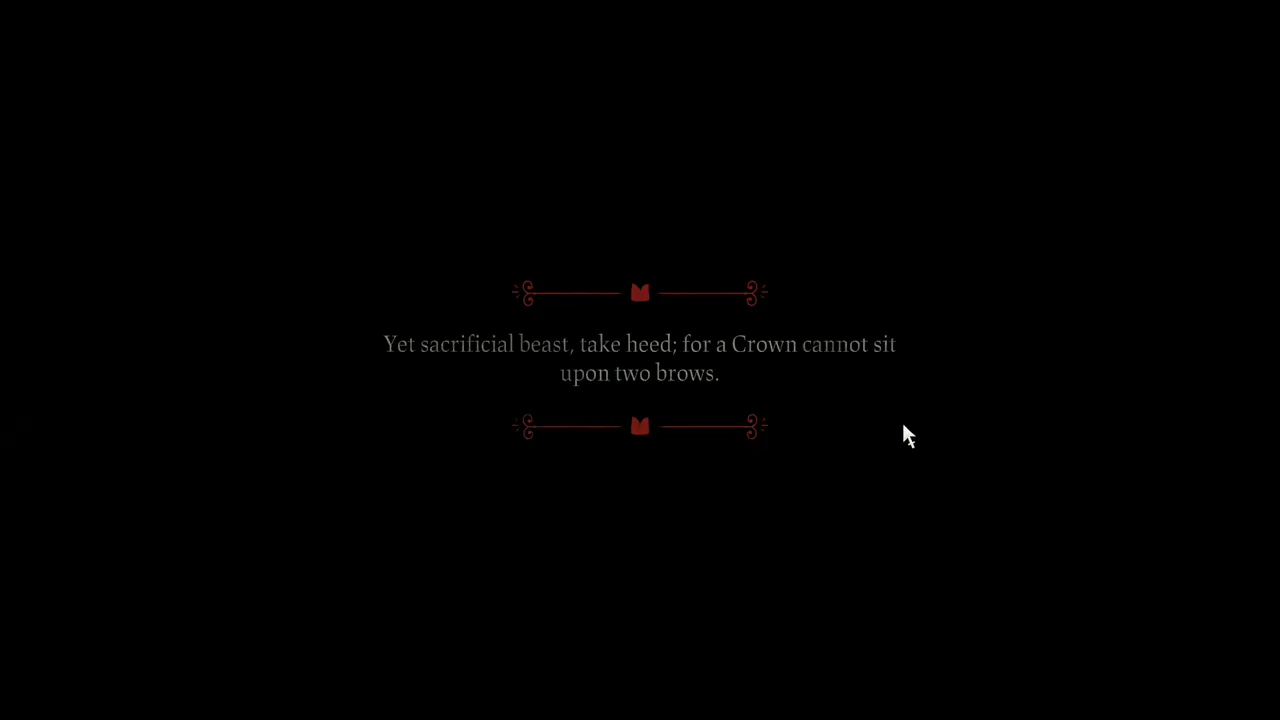 Yet sacrificial beast, take heed; for a Crown cannot sit
upon two brows.